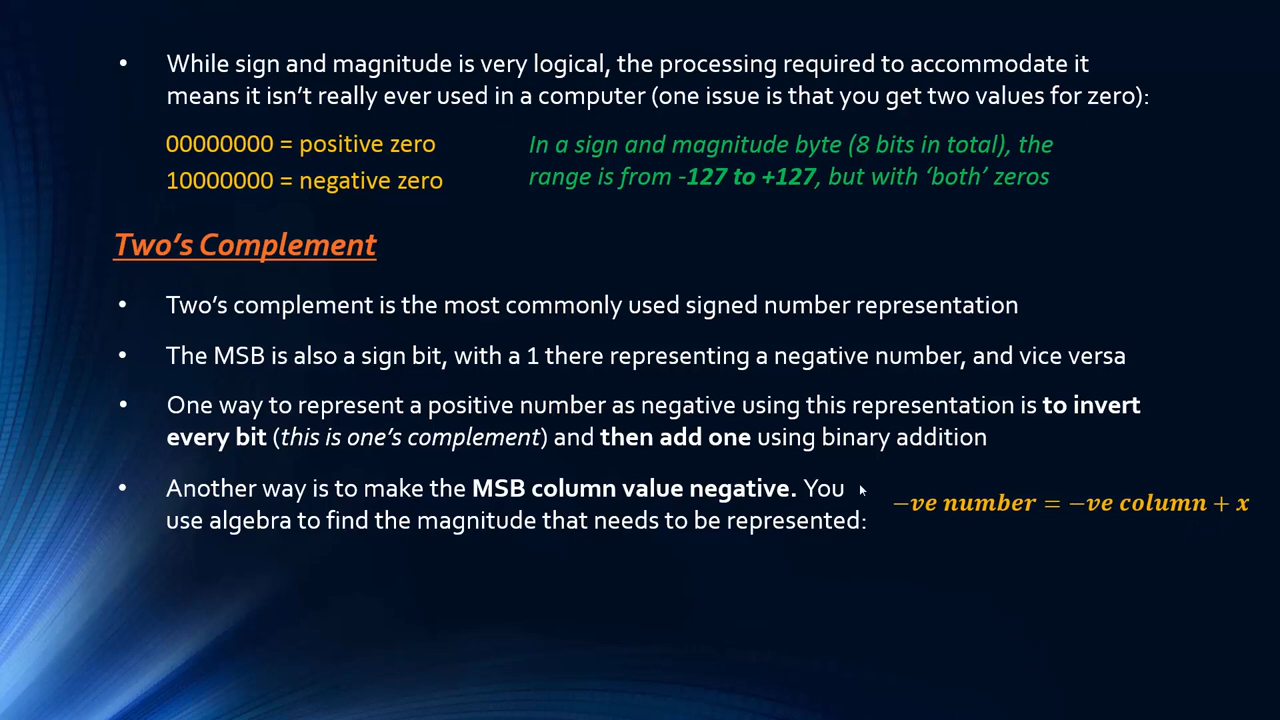 • While sign and magnitude is very logical, the processing required to accommodate it
means it isn’t really ever used in a computer (one issue is that you get two values for zero):
00000000 = positive zero
10000000 = negative zero
In a sign and magnitude byte (8 bits in total), the
range is from -127 to +127, but with ‘both’ zeros
Two’s Complement
• Two’s complement is the most commonly used signed number representation
• The MSB is also a sign bit, with a 1 there representing a negative number, and vice versa
• One way to represent a positive number as negative using this representation is to invert
every bit (this is one’s complement) and then add one using binary addition
• Another way is to make the MSB column value negative. You
use algebra to find the magnitude that needs to be represented:
−ve number = −ve column + x